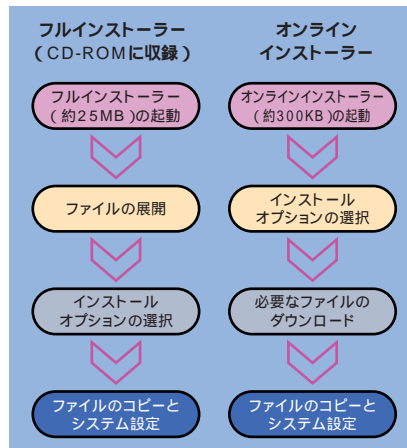 フルインストーラー
(CD-ROMに収録)
フルインストーラー
(約25MB)の起動
ファイルの展開
インストール
オプションの選択
ファイルのコピーと
システム設定
オンライン
インストーラー
オンラインインストーラー
(約300KB)の起動
インストール
オプションの選択
必要なファイルの
ダウンロード
ファイルのコピーと
システム設定